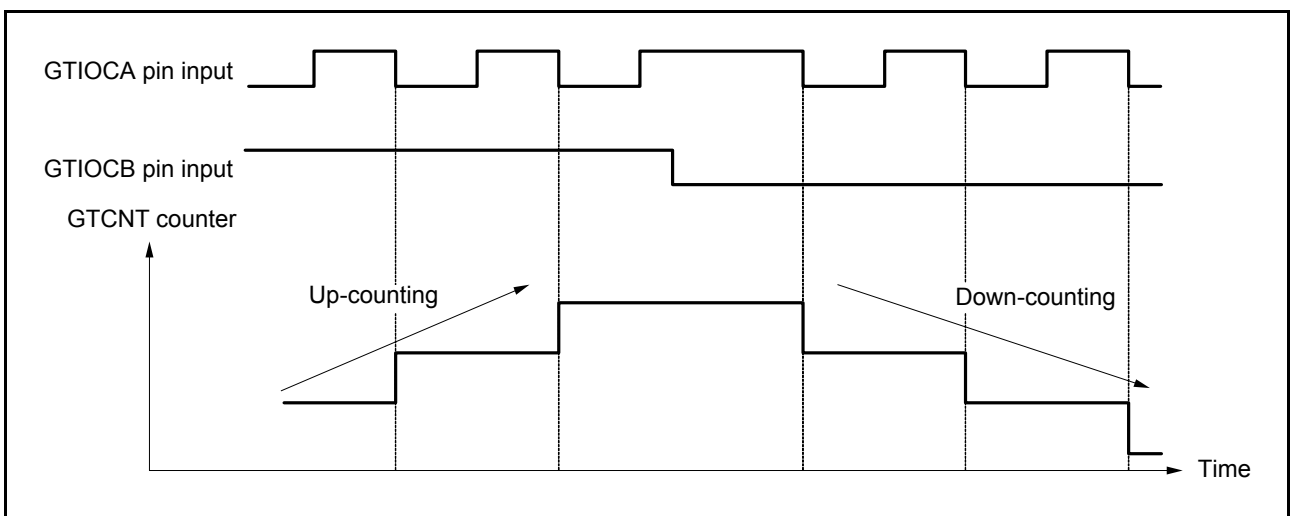 GTIOCA pin input
GTIOCB pin input
GTCNT counter
Up-counting
Down-counting
Time